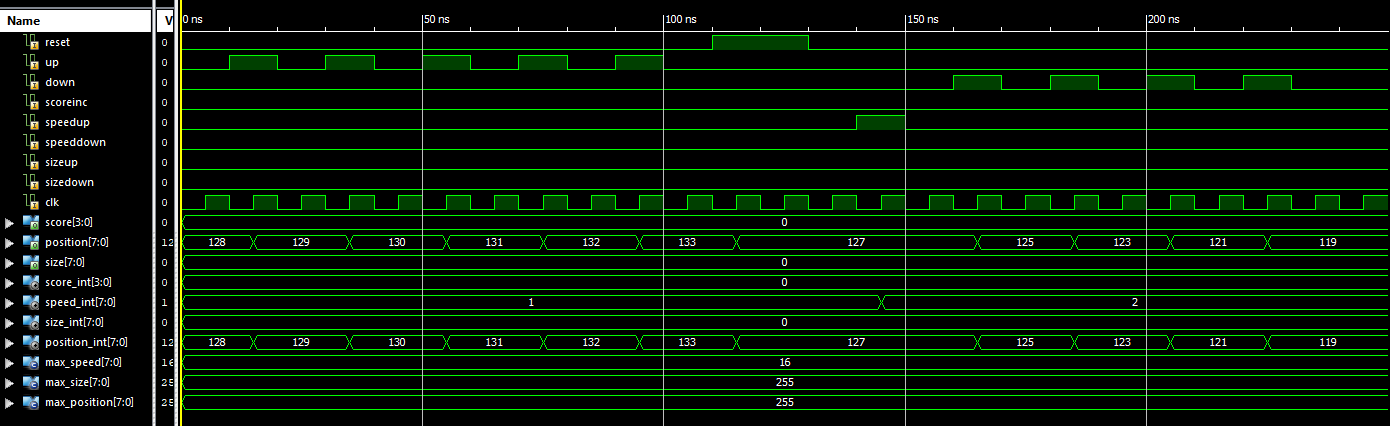 Name V 0 ns 50 ns 100 ns 150 ns 200 ns
reset 0
up 0
down 0
scoreinc 0
speedup 0
speeddown 0
sizeup 0
sizedown 0
clk 0
score[3:0] 0 0
position[7:0] 12 128 129 130 131 132 133 127 125 123 121 119
size[7:0] 0 0
score_int[3:0] 0 0
speed_int[7:0] 1 1 2
size_int[7:0] 0 0
position_int[7:0] 12 128 129 130 131 132 133 127 125 123 121 119
max_speed[7:0] 16 16
max_size[7:0] 25 255
max_position[7:0] 25 255